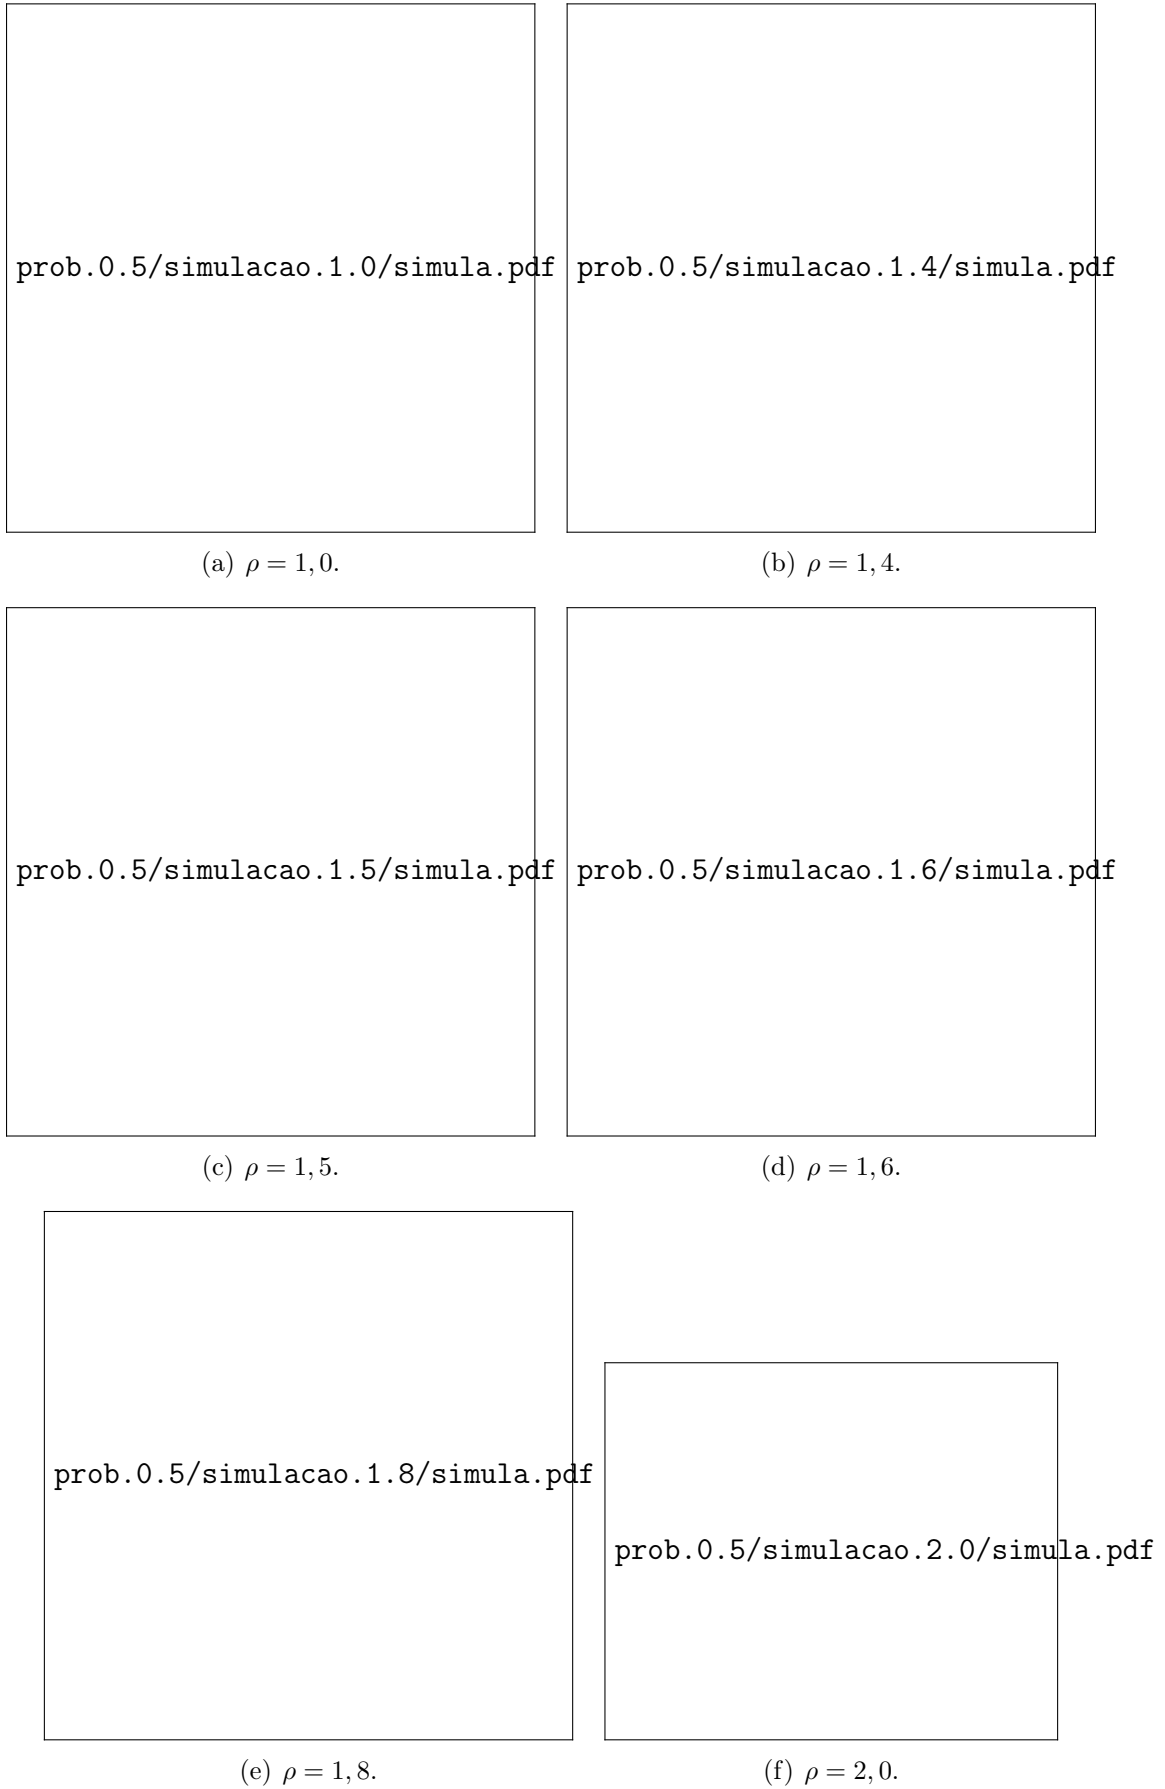 prob.0.5/simulacao.1.0/simula.pdf
prob.0.5/simulacao.1.4/simula.pdf
(a) ρ = 1, 0.
(b) ρ = 1, 4.
prob.0.5/simulacao.1.5/simula.pdf
prob.0.5/simulacao.1.6/simula.pdf
(c) ρ = 1, 5.
(d) ρ = 1, 6.
prob.0.5/simulacao.1.8/simula.pdf
prob.0.5/simulacao.2.0/simula.pdf
(e) ρ = 1, 8.
(f) ρ = 2, 0.